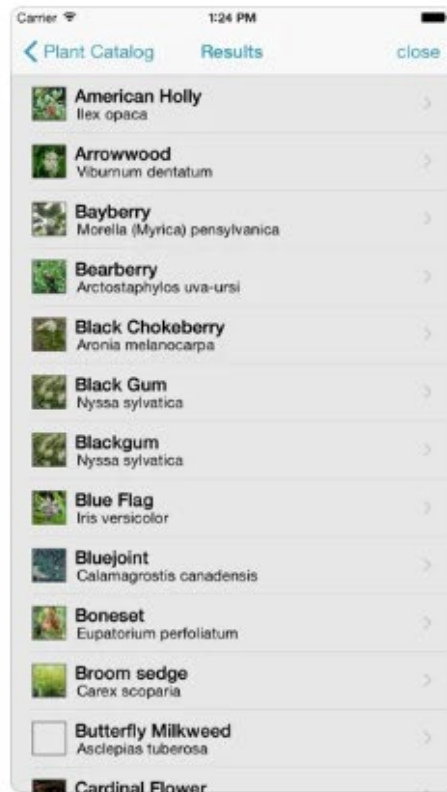 Carrier 1:24 PM
Plant Catalog Results close
American Holly
Ilex opaca
Arrowwood
Viburnum dentatum
Bayberry
Morella (Myrica) pensylvanica
Bearberry
Arctostaphylos uva-ursi
Black Chokeberry
Aronia melanocarpa
Black Gum
Nyssa sylvatica
Blackgum
Nyssa sylvatica
Blue Flag
Iris versicolor
Bluejoint
Calamagrostis canadensis
Boneset
Eupatorium perfoliatum
Broom sedge
Carex scoparia
Butterfly Milkweed
Asclepias tuberosa
Cardinal Flower